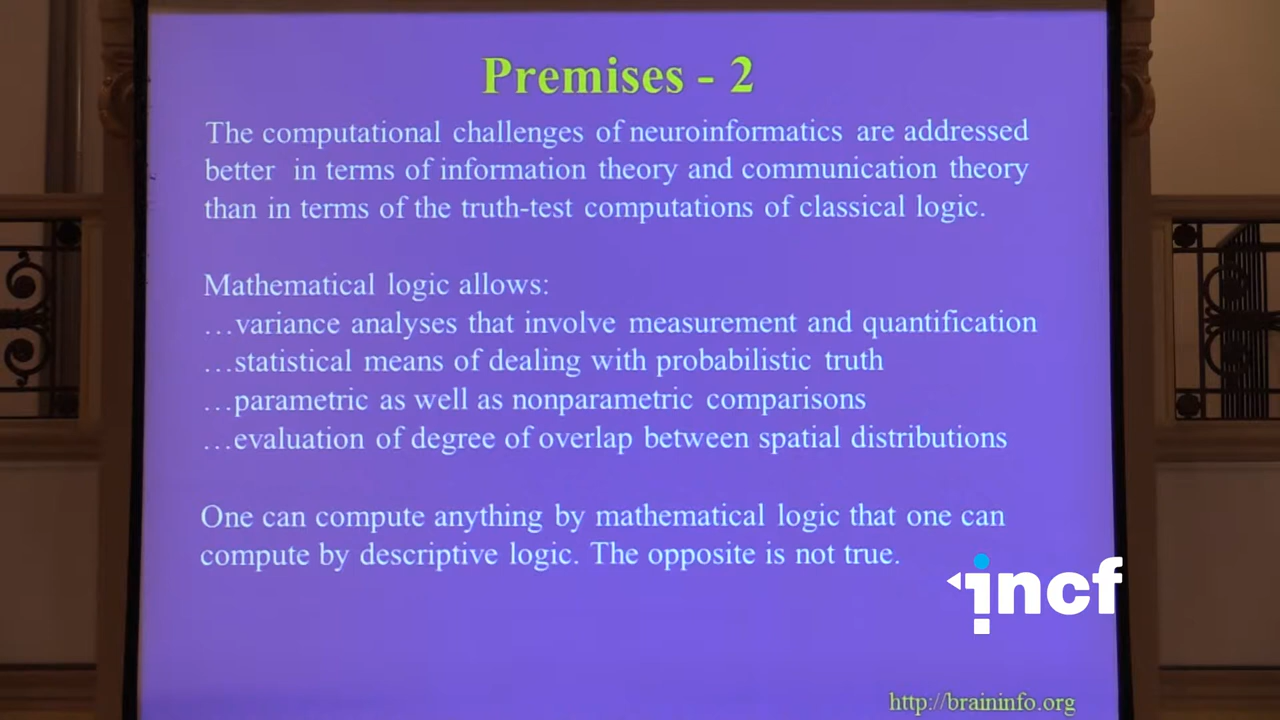 Premises - 2
The computational challenges of neuroinformatics are addressed
better in terms of information theory and communication theory
than in terms of the truth-test computations of classical logic.
Mathematical logic allows:
…variance analyses that involve measurement and quantification
…statistical means of dealing with probabilistic truth
…parametric as well as nonparametric comparisons
…evaluation of degree of overlap between spatial distributions
One can compute anything by mathematical logic that one can
compute by descriptive logic. The opposite is not true.
incf
http://braininfo.org